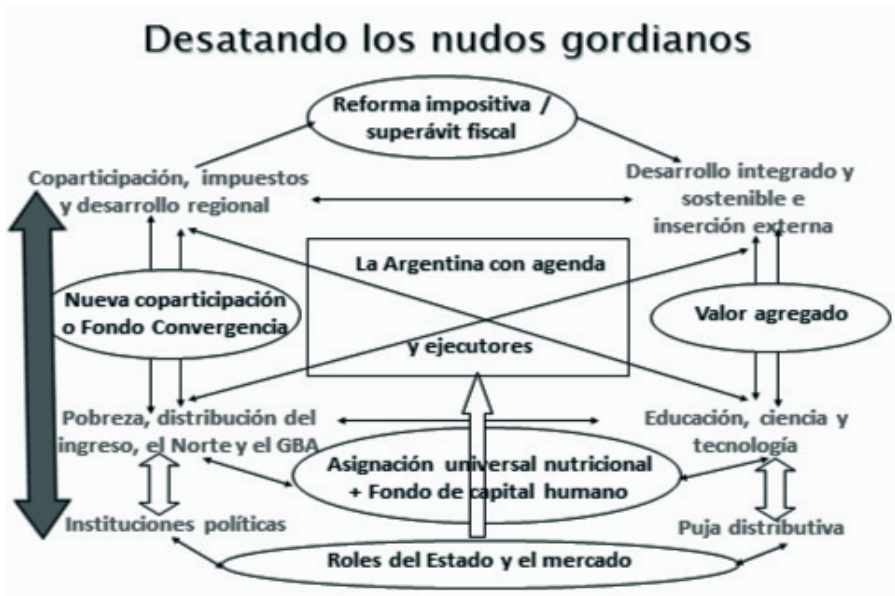 Desatando los nudos gordianos
Reforma impositiva /
superávit fiscal
Coparticipación, impuestos
y desarrollo regional
Desarrollo integrado y
sostenible e
inserción externa
La Argentina con agenda
y ejecutores
Nueva coparticipación
o Fondo Convergencia
Valor agregado
Pobreza, distribución del
ingreso, el Norte y el GBA
Educación, ciencia y
tecnología
Asignación universal nutricional
+ Fondo de capital humano
Instituciones políticas
Puja distributiva
Roles del Estado y el mercado